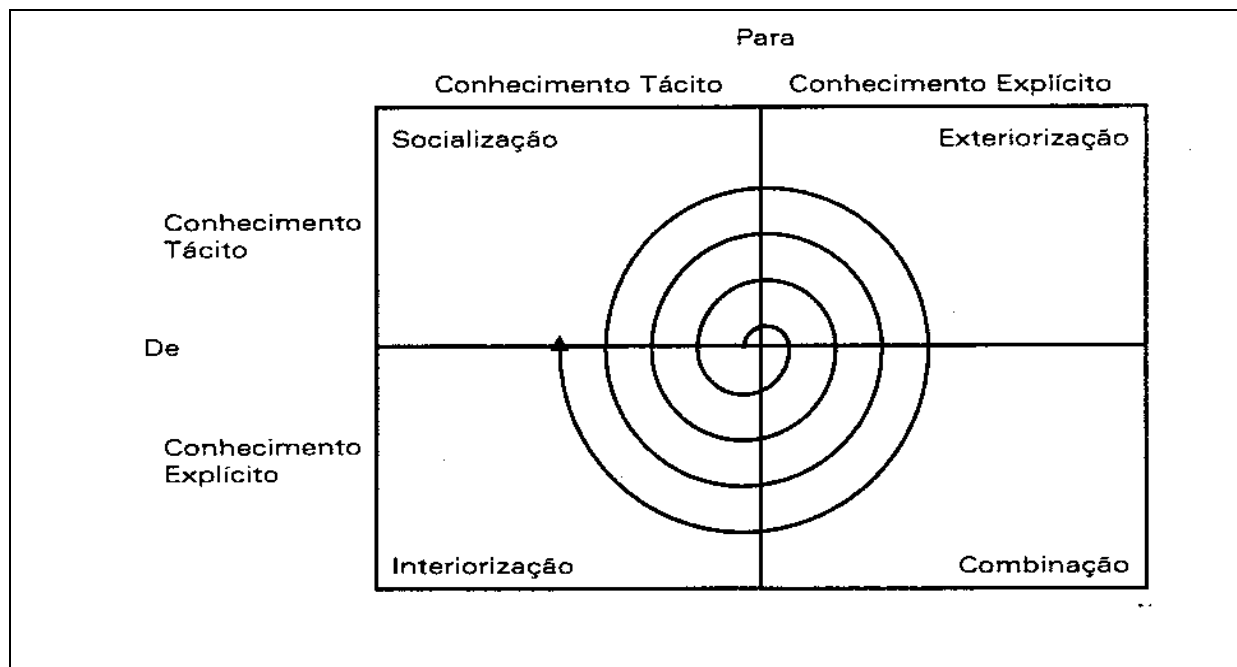 Para
Conhecimento Tácito
Conhecimento Explícito
Socialização
Exteriorização
Conhecimento
Tácito
De
Conhecimento
Explícito
Interiorização
Combinação